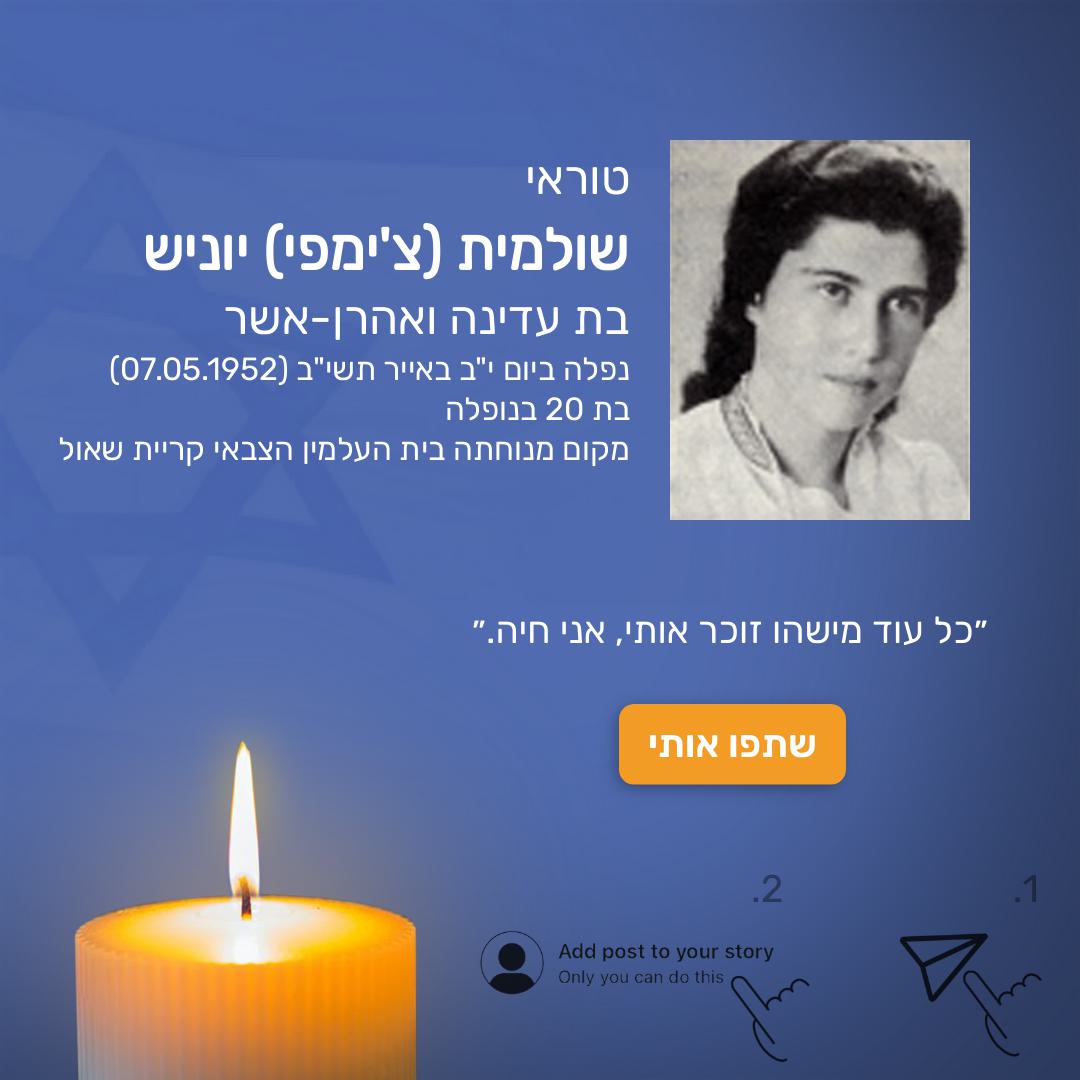 טוראי
שולמית (צ'ימפי) יוניש
בת עדינה ואהרן-אשר
נפלה ביום י"ב באייר תשי"ב (07.05.1952)
בת 20 בנופלה
מקום מנוחתה בית העלמין הצבאי קריית שאול
״כל עוד מישהו זוכר אותי, אני חיה.״
שתפו אותי
.1
.2
Add post to your story
Only you can do this